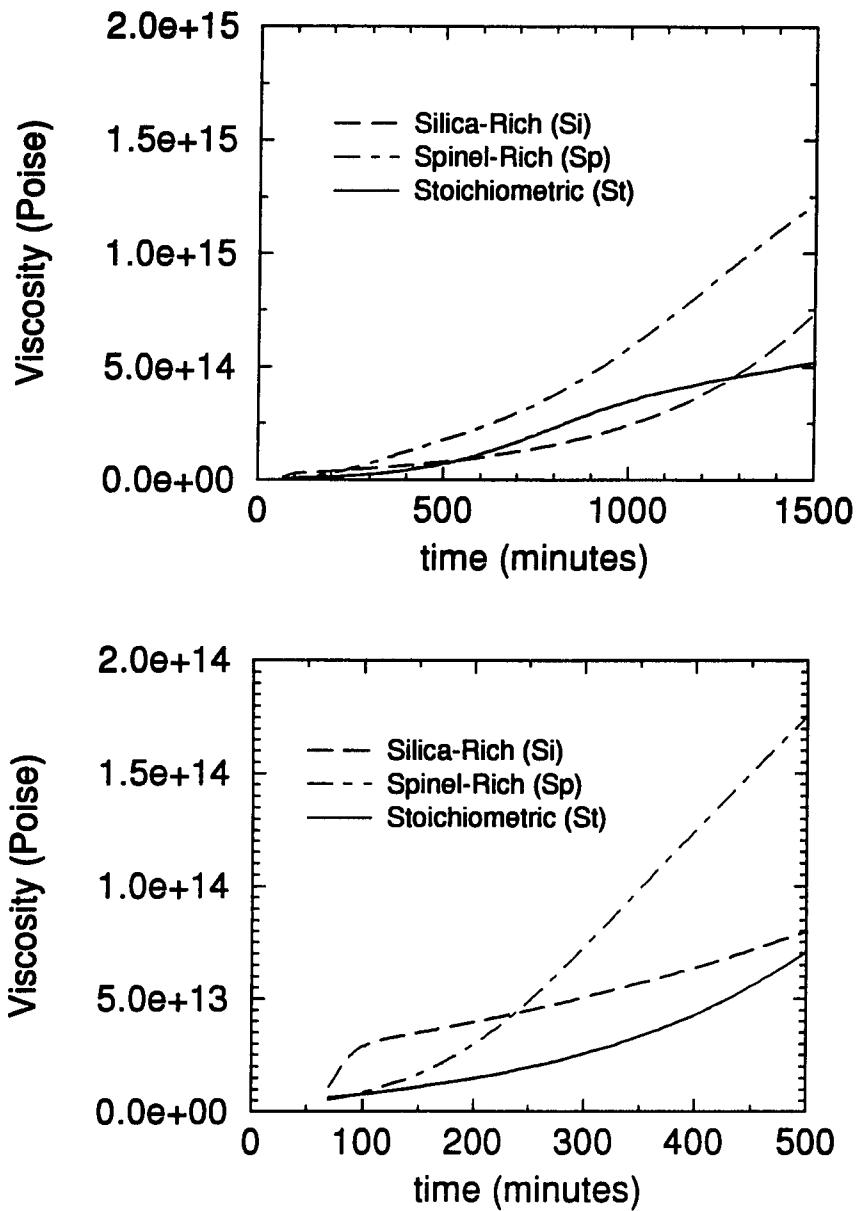 2.0e+15
1.5e+15
1.0e+15
5.0e+14
0.0e+00
Viscosity (Poise)
Silica-Rich (Si)
Spinel-Rich (Sp)
Stoichiometric (St)
0 500 1000 1500
time (minutes)
2.0e+14
1.5e+14
1.0e+14
5.0e+13
0.0e+00
Viscosity (Poise)
Silica-Rich (Si)
Spinel-Rich (Sp)
Stoichiometric (St)
0 100 200 300 400 500
time (minutes)